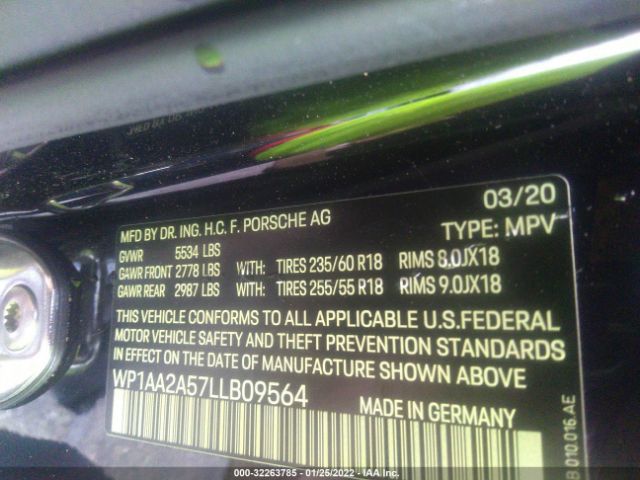 03/20
MFD BY DR. ING. H.C. F. PORSCHE AG
TYPE: MPV
GVWR 5534 LBS
GAWR FRONT 2778 LBS WITH: TIRES 235/60 R18 RIMS 8.0JX18
GAWR REAR 2987 LBS WITH: TIRES 255/55 R18 RIMS 9.0JX18
THIS VEHICLE CONFORMS TO ALL APPLICABLE U.S.FEDERAL
MOTOR VEHICLE SAFETY AND THEFT PREVENTION STANDARDS
IN EFFECT ON THE DATE OF MANUFACTURE SHOWN ABOVE
WP1AA2A57LLB09564
MADE IN GERMANY
B 010 016 AE
000 - 32263785 - 01/25/2022 - IAA Inc.